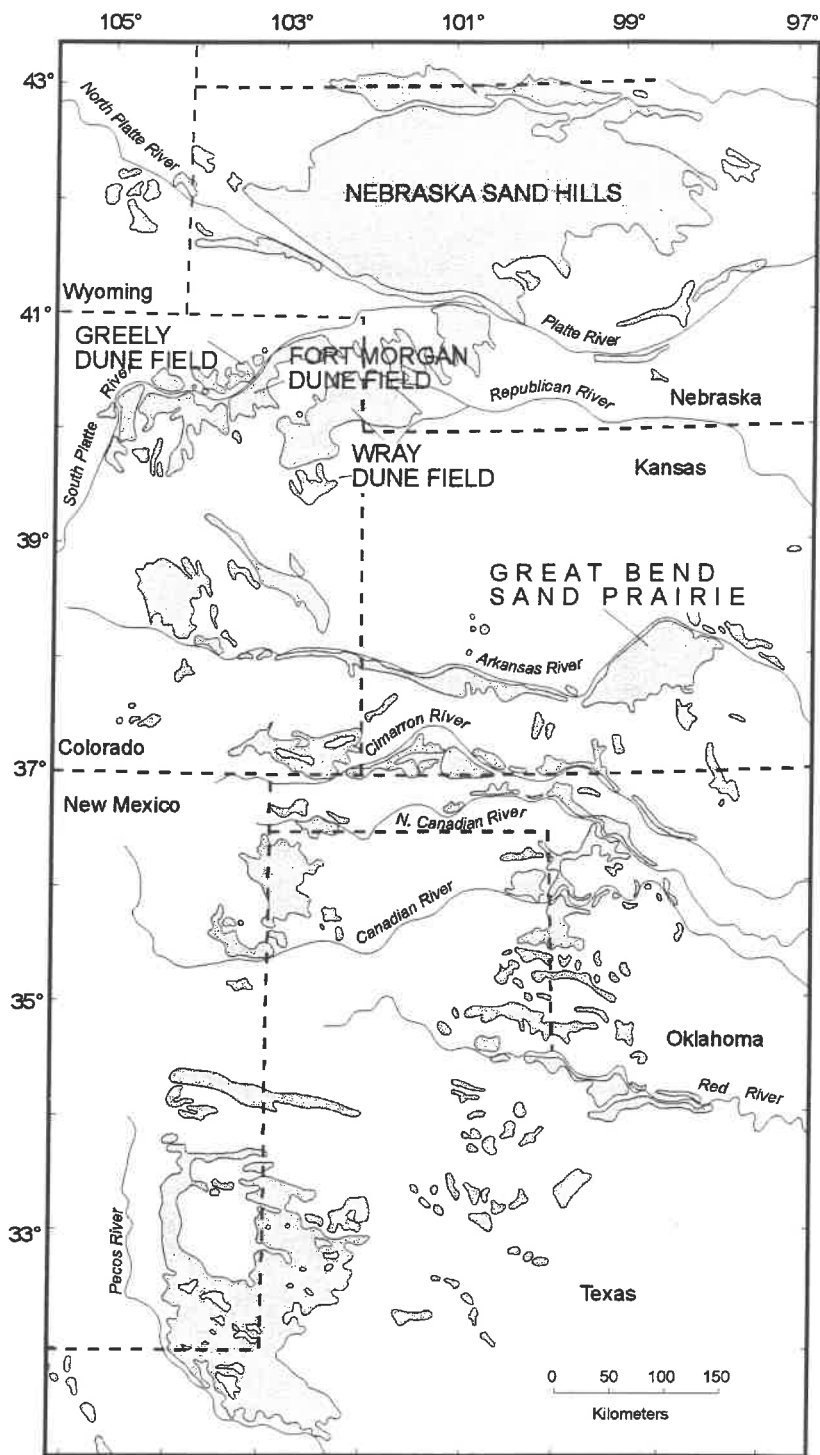 105° 103° 101° 99° 97°
43°
North Platte River
NEBRASKA SAND HILLS
Wyoming
41°
GREELY
DUNE FIELD
FORT MORGAN
DUNE FIELD
Platte River
Republican River
Nebraska
South Platte River
WRAY
DUNE FIELD
Kansas
39°
GREAT BEND
SAND PRAIRIE
Arkansas River
Colorado
Cimarron River
37°
New Mexico
N. Canadian River
Canadian River
35°
Oklahoma
Red River
33°
Pecos River
Texas
0 50 100 150
Kilometers